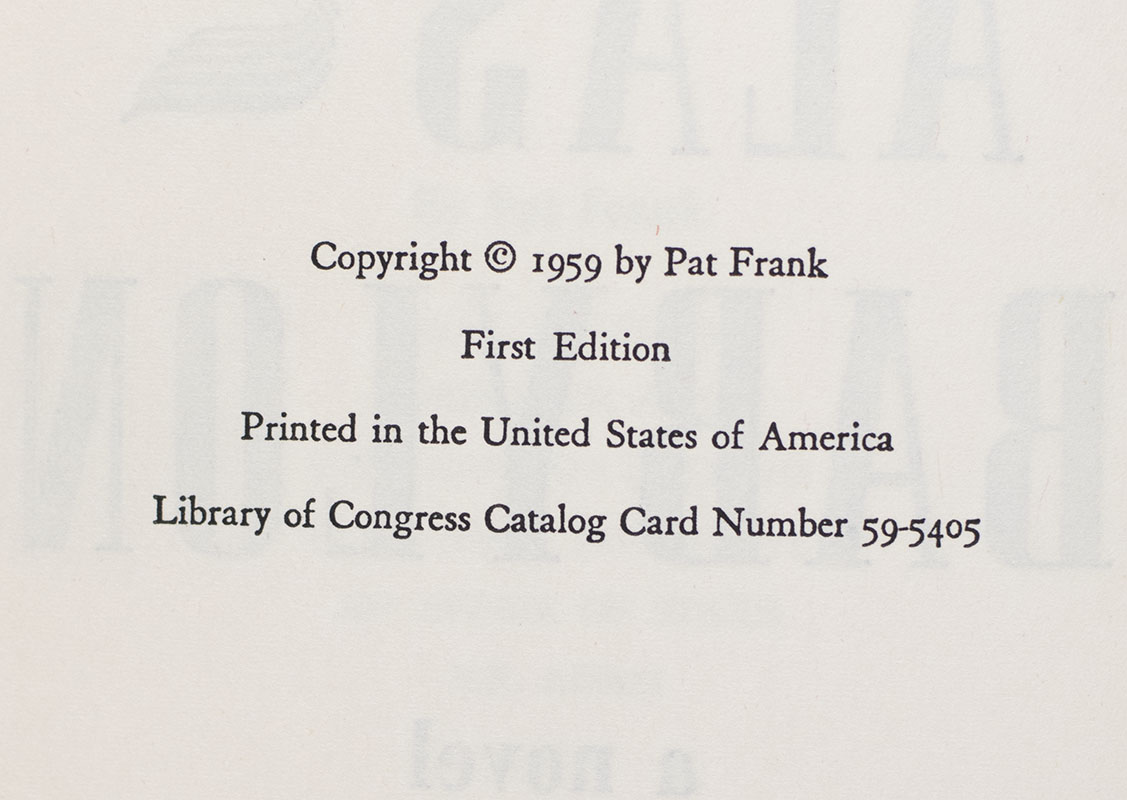 Copyright © 1959 by Pat Frank
First Edition
Printed in the United States of America
Library of Congress Catalog Card Number 59-5405